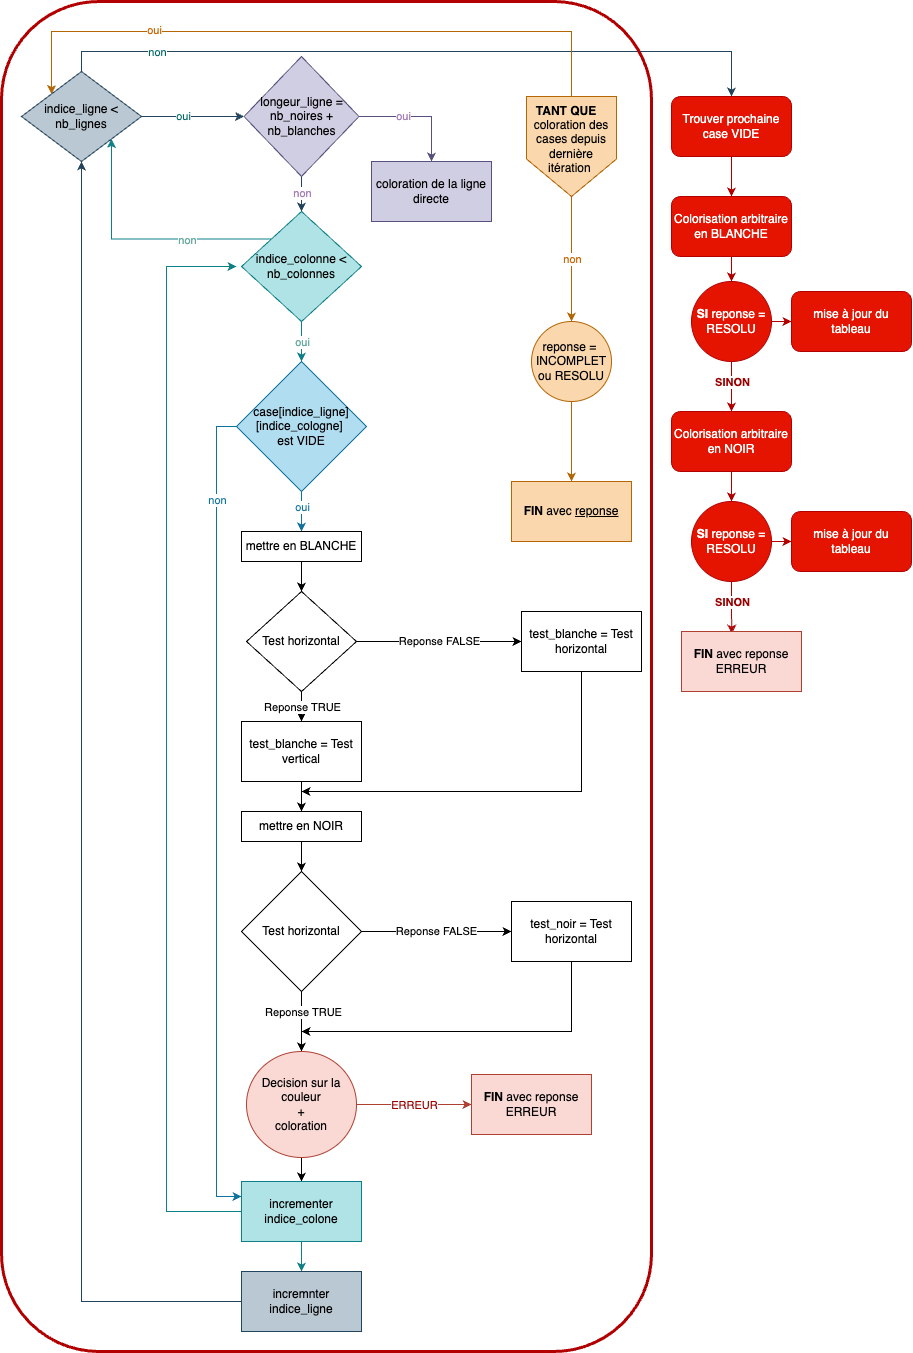 oui
non
indice_ligne <
nb_lignes
oui
longeur_ligne =
nb_noires +
nb_blanches
oui
coloration de la ligne
directe
non
TANT QUE
coloration des
cases depuis
dernière
itération
non
reponse =
INCOMPLET
ou RESOLU
FIN avec reponse
indice_colonne <
nb_colonnes
non
oui
case[indice_ligne]
[indice_cologne]
est VIDE
non
oui
mettre en BLANCHE
Test horizontal
Reponse FALSE
test_blanche = Test
horizontal
Reponse TRUE
test_blanche = Test
vertical
mettre en NOIR
Test horizontal
Reponse FALSE
test_noir = Test
horizontal
Reponse TRUE
Decision sur la
couleur
+
coloration
ERREUR
FIN avec reponse
ERREUR
incrementer
indice_colone
incremnter
indice_ligne
Trouver prochaine
case VIDE
Colorisation arbitraire
en BLANCHE
SI reponse =
RESOLU
mise à jour du
tableau
SINON
Colorisation arbitraire
en NOIR
SI reponse =
RESOLU
mise à jour du
tableau
SINON
FIN avec reponse
ERREUR